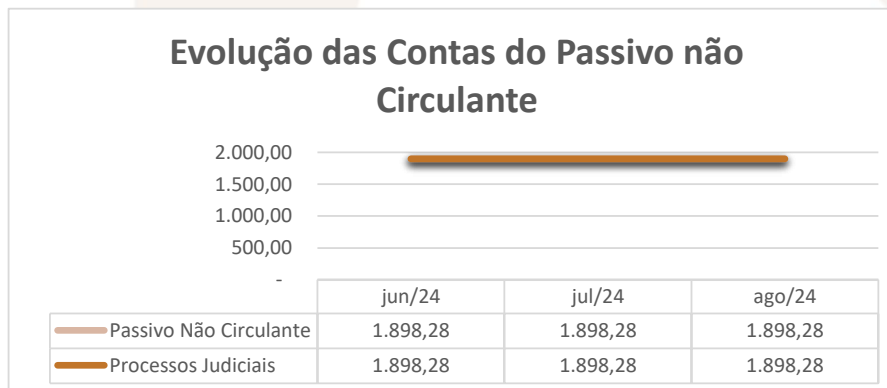 Evolução das Contas do Passivo não
Circulante
2.000,00
1.500,00
1.000,00
500,00
-
jun/24 jul/24 ago/24
Passivo Não Circulante 1.898,28 1.898,28 1.898,28
Processos Judiciais 1.898,28 1.898,28 1.898,28